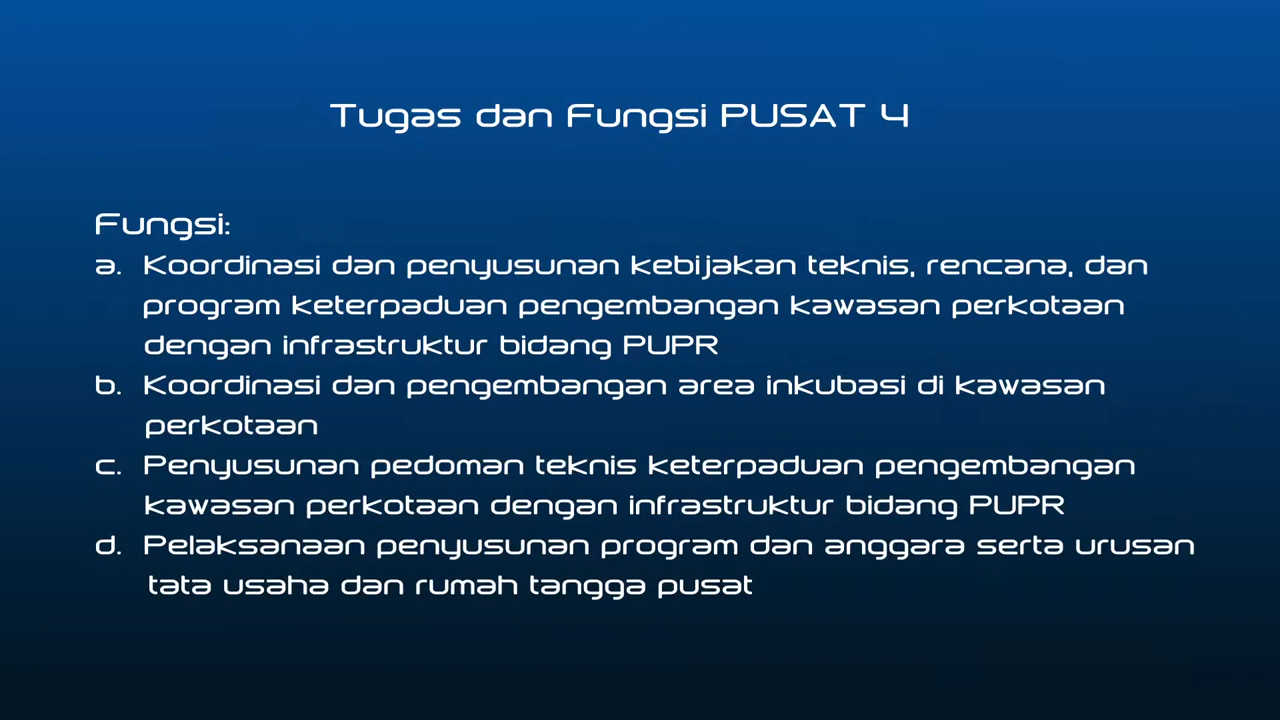 Tugas dan Fungsi PUSAT 4
Fungsi:
a. Koordinasi dan penyusunan kebijakan teknis, rencana, dan
program keterpaduan pengembangan kawasan perkotaan
dengan infrastruktur bidang PUPR
b. Koordinasi dan pengembangan area inkubasi di kawasan
perkotaan
c. Penyusunan pedoman teknis keterpaduan pengembangan
kawasan perkotaan dengan infrastruktur bidang PUPR
d. Pelaksanaan penyusunan program dan anggara serta urusan
tata usaha dan rumah tangga pusat